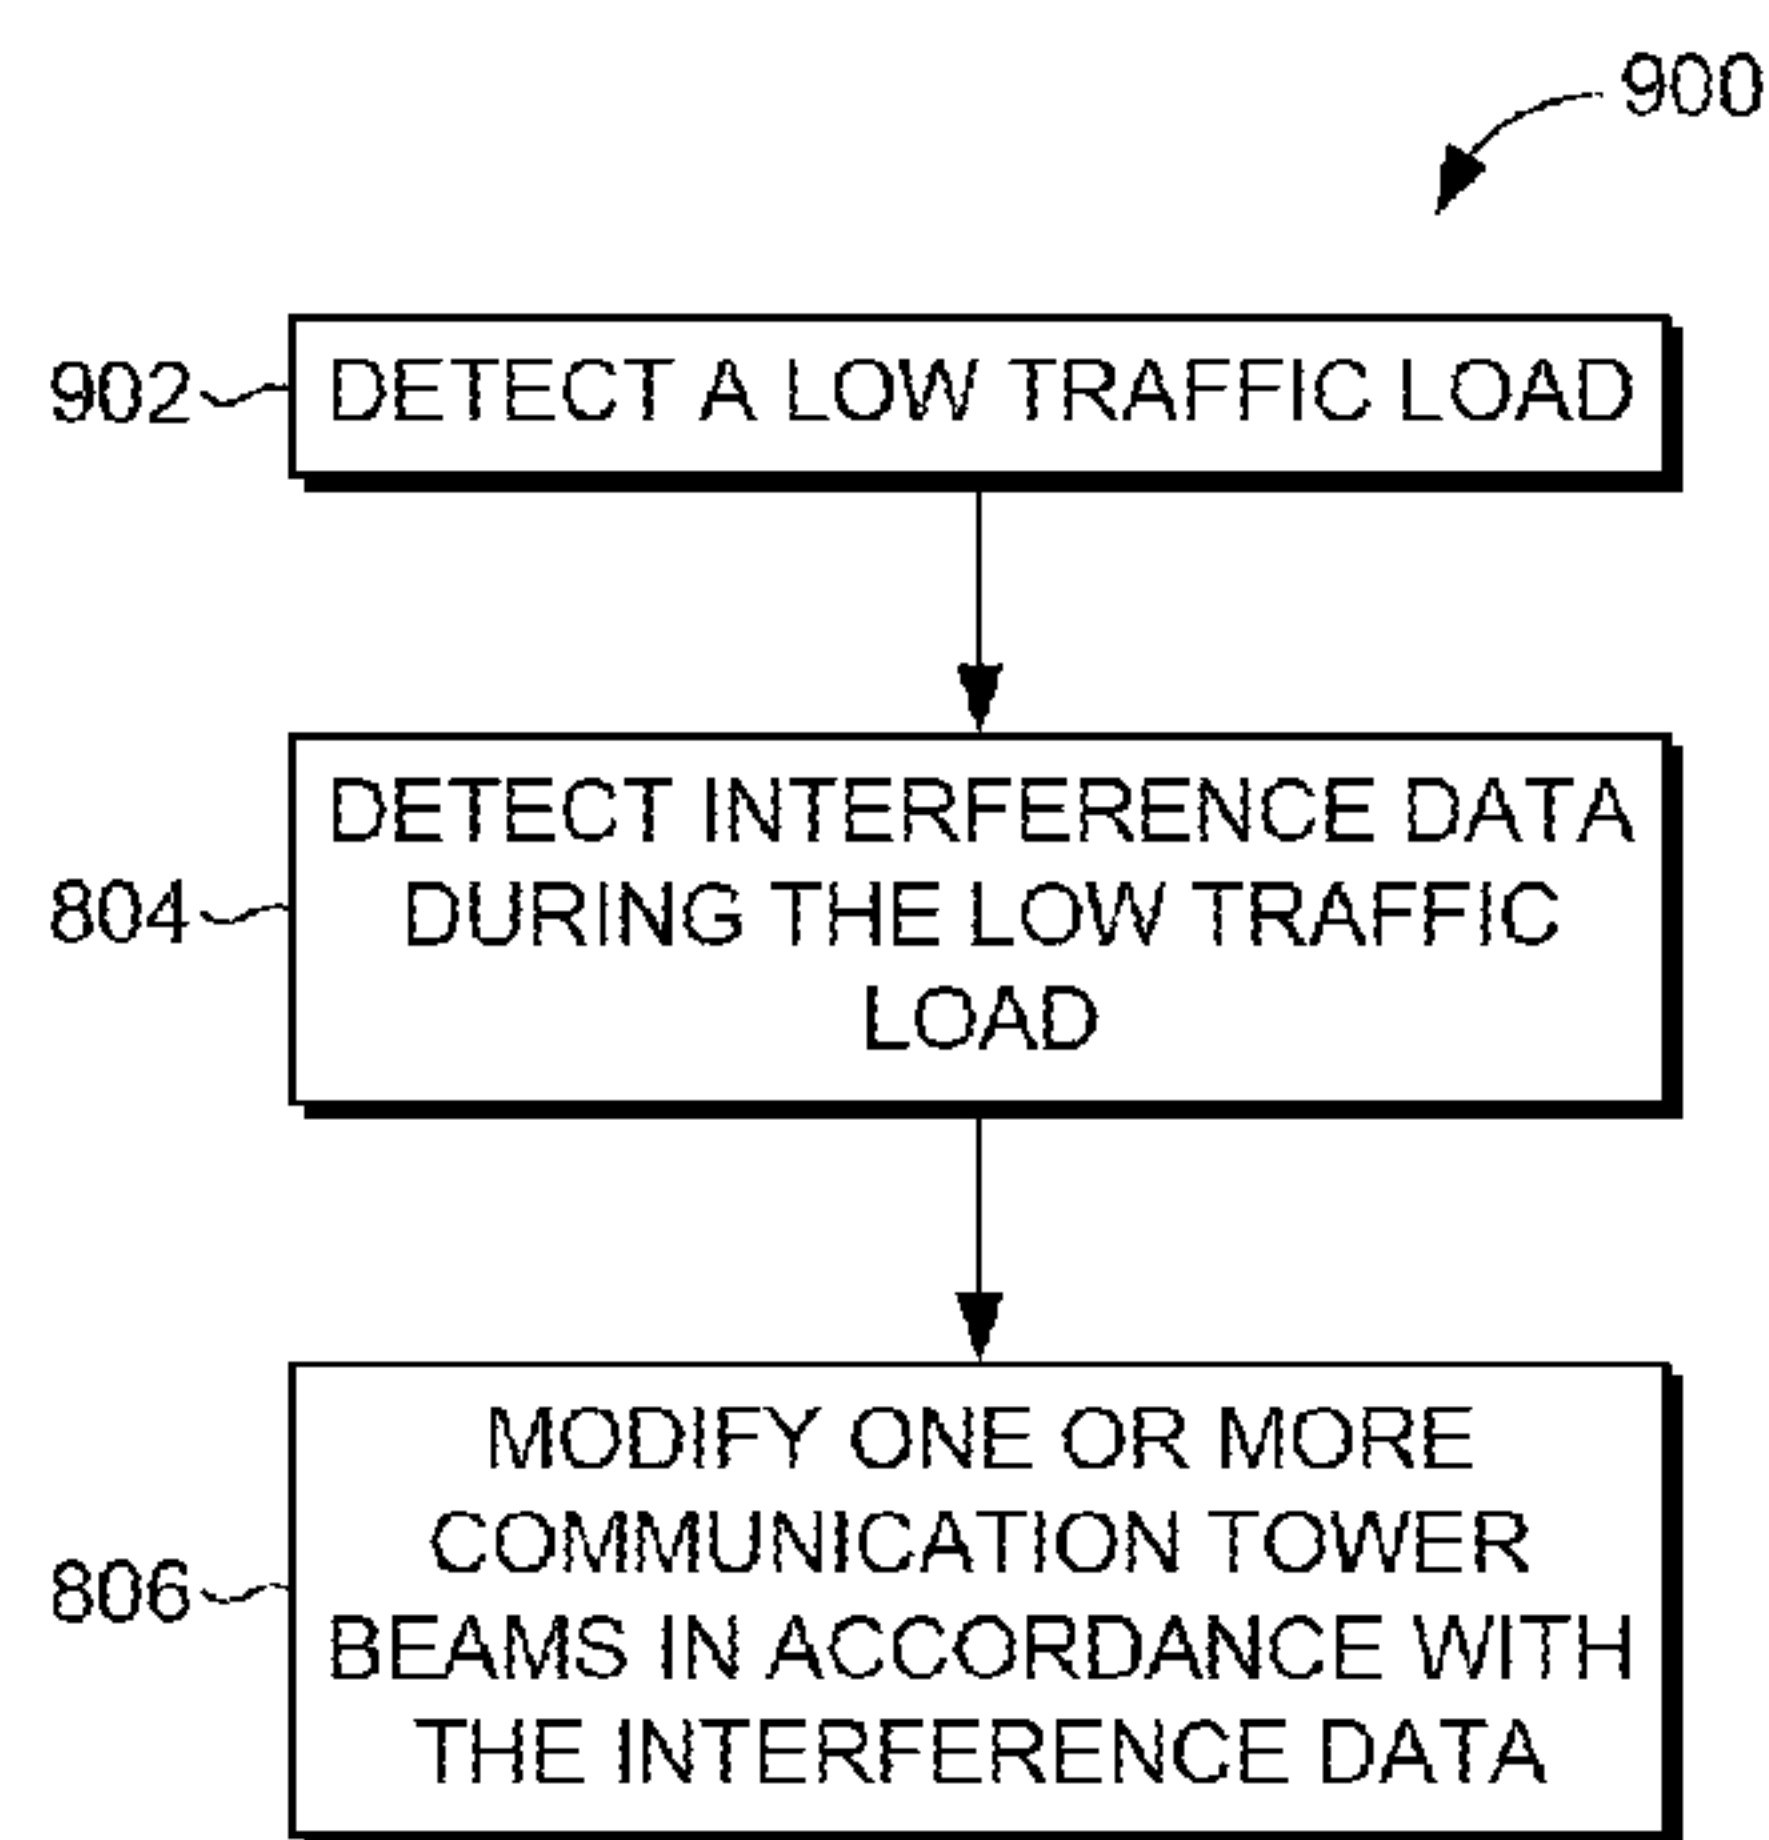 900
902
DETECT A LOW TRAFFIC LOAD
804
DETECT INTERFERENCE DATA
DURING THE LOW TRAFFIC
LOAD
806
MODIFY ONE OR MORE
COMMUNICATION TOWER
BEAMS IN ACCORDANCE WITH
THE INTERFERENCE DATA